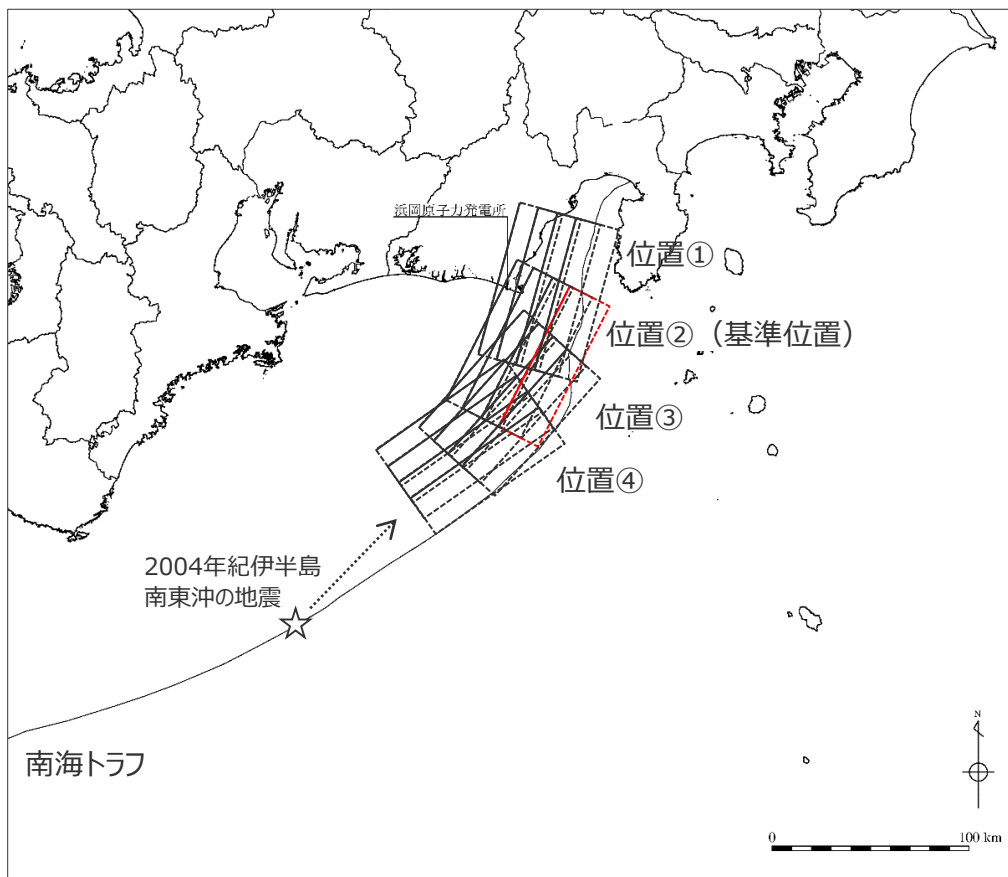 浜岡原子力発電所
位置①
位置②（基準位置）
位置③
位置④
2004年紀伊半島
南東沖の地震
南海トラフ
N
0
100 km